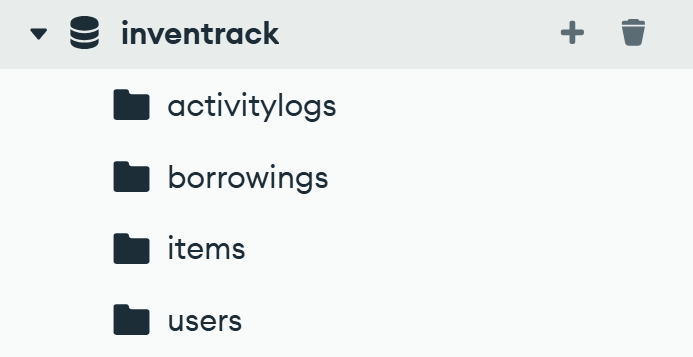 inventrack
activitylogs
borrowings
items
users